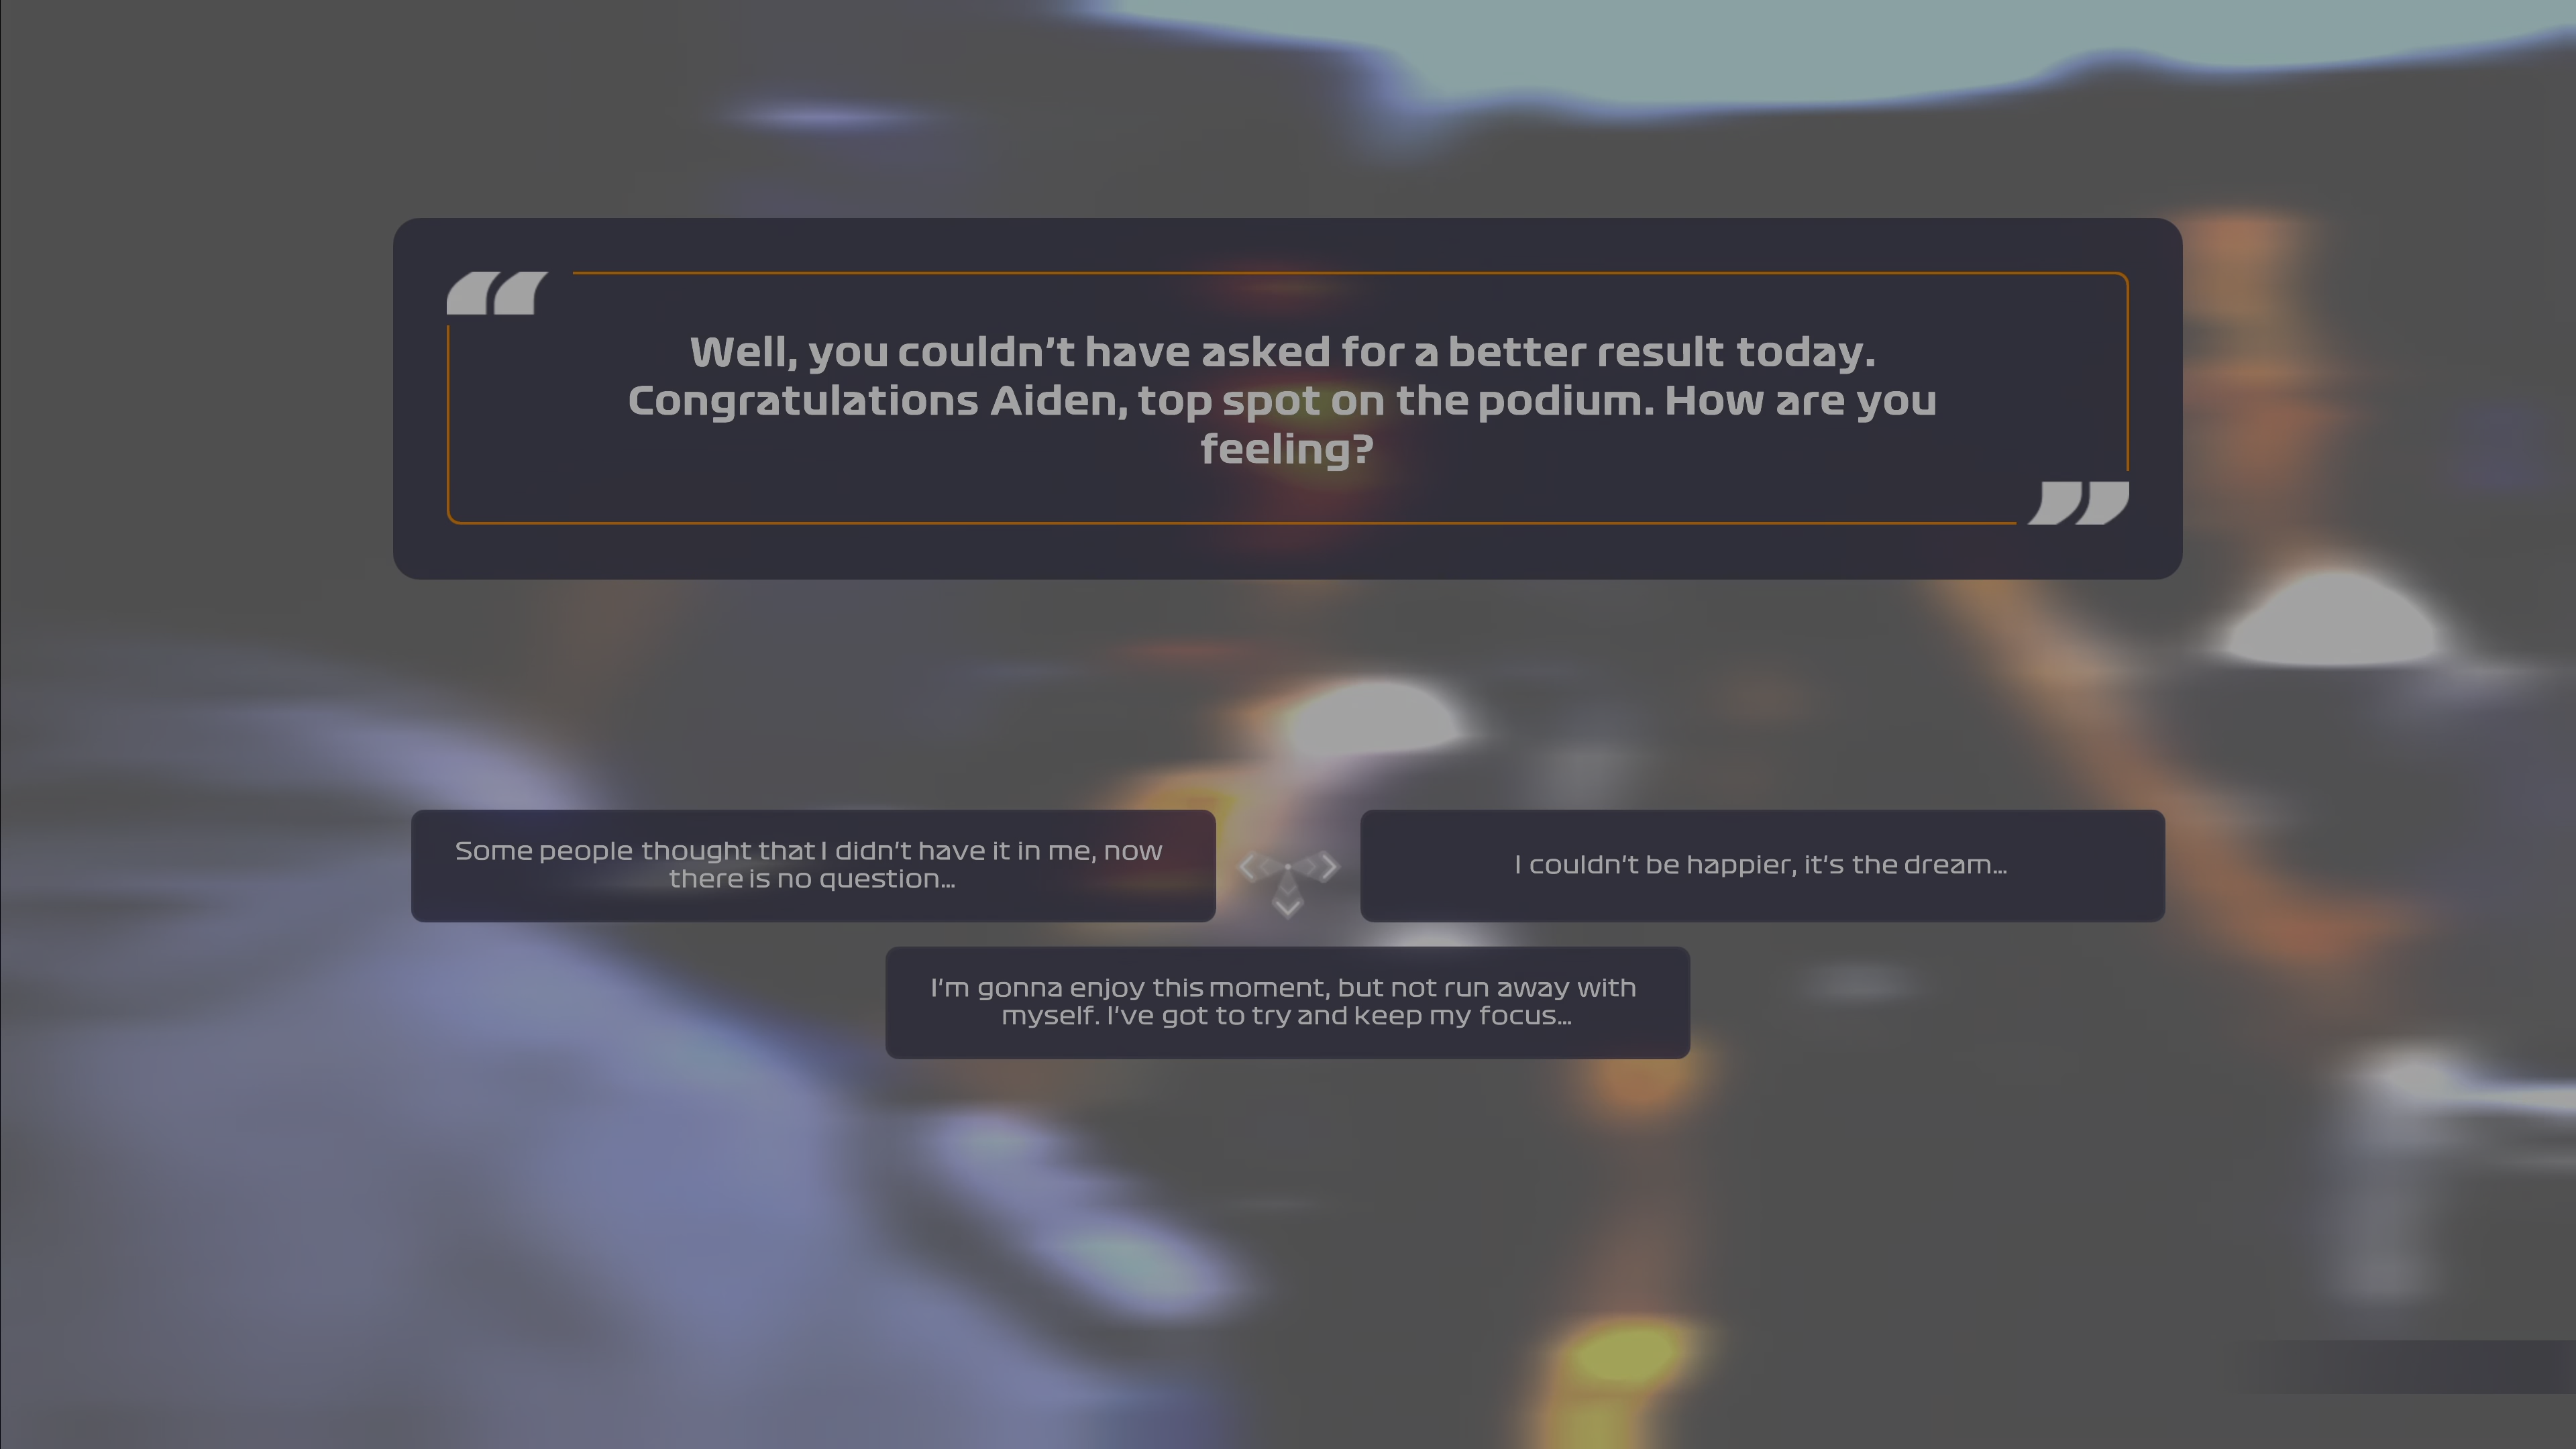 Well, you couldn't have asked for a better result today.
Congratulations Aiden, top spot on the podium. How are you
feeling?
Some people thought that I didn't have it in me, now
there is no question...
I couldn't be happier, it's the dream...
I'm gonna enjoy this moment, but not run away with
myself. I've got to try and keep my focus...